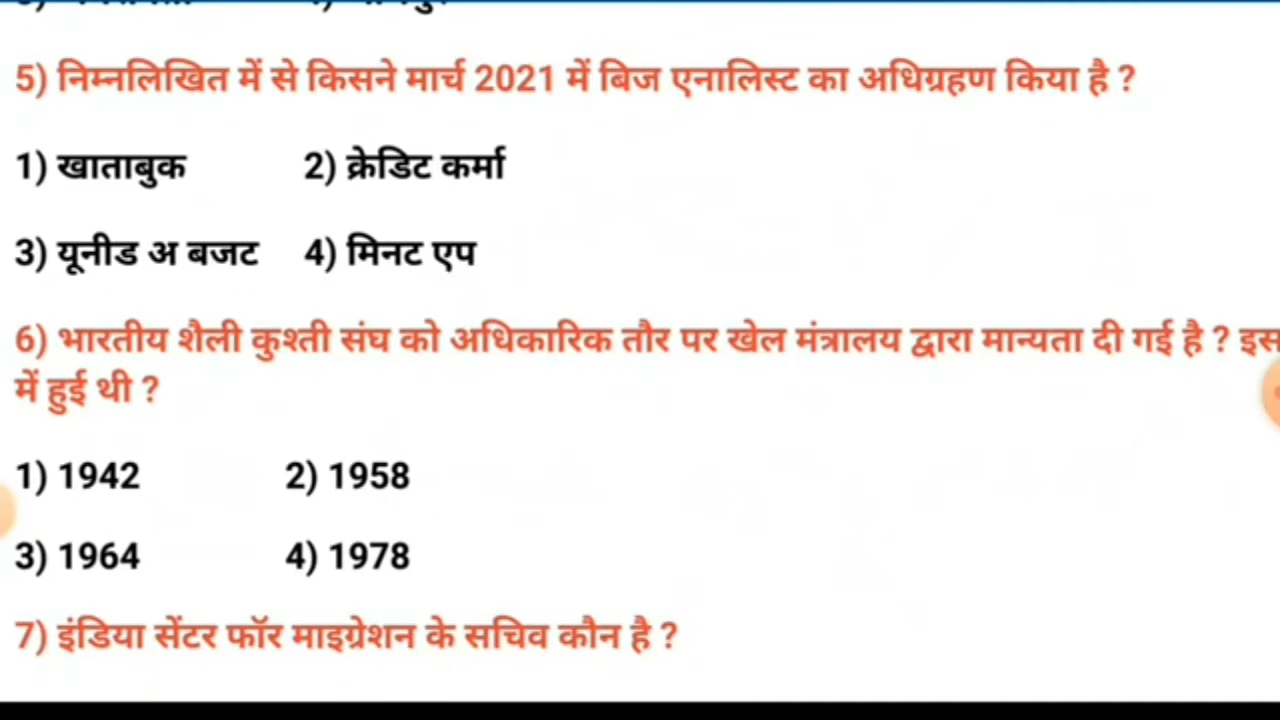 5) निम्नलिखित में से किसने मार्च 2021 में बिज एनालिस्ट का अधिग्रहण किया है ?
1) खाताबुक 2) क्रेडिट कर्मा
3) यूनीड अ बजट 4) मिनट एप
6) भारतीय शैली कुश्ती संघ को अधिकारिक तौर पर खेल मंत्रालय द्वारा मान्यता दी गई है ? इस
में हुई थी ?
1) 1942 2) 1958
3) 1964 4) 1978
7) इंडिया सेंटर फॉर माइग्रेशन के सचिव कौन है ?